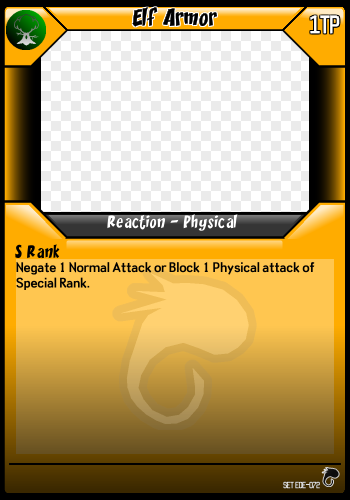 Elf Armor
1TP
Reaction - Physical
S Rank
Negate 1 Normal Attack or Block 1 Physical attack of
Special Rank.
SET EOE-072